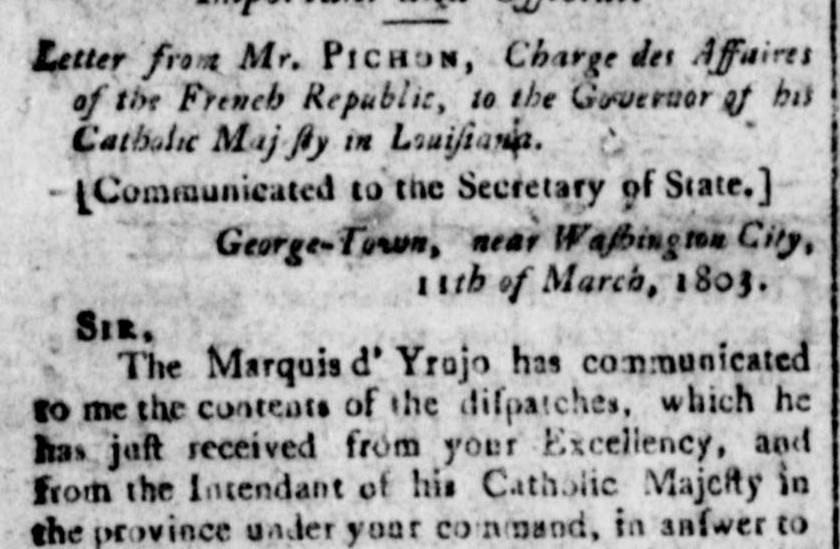 Letter from Mr. PICHON, Charge des Affaires
of the French Republic, to the Governor of his
Catholic Majeſty in Louiſiana.
[Communicated to the Secretary of State.]
George-Town, near Waſhington City,
11th of March, 1803.
SIR,
The Marquis d' Yrujo has communicated
to me the contents of the diſpatches, which he
has juſt received from your Excellency, and
from the Intendant of his Catholic Majeſty in
the province under your command, in anſwer to